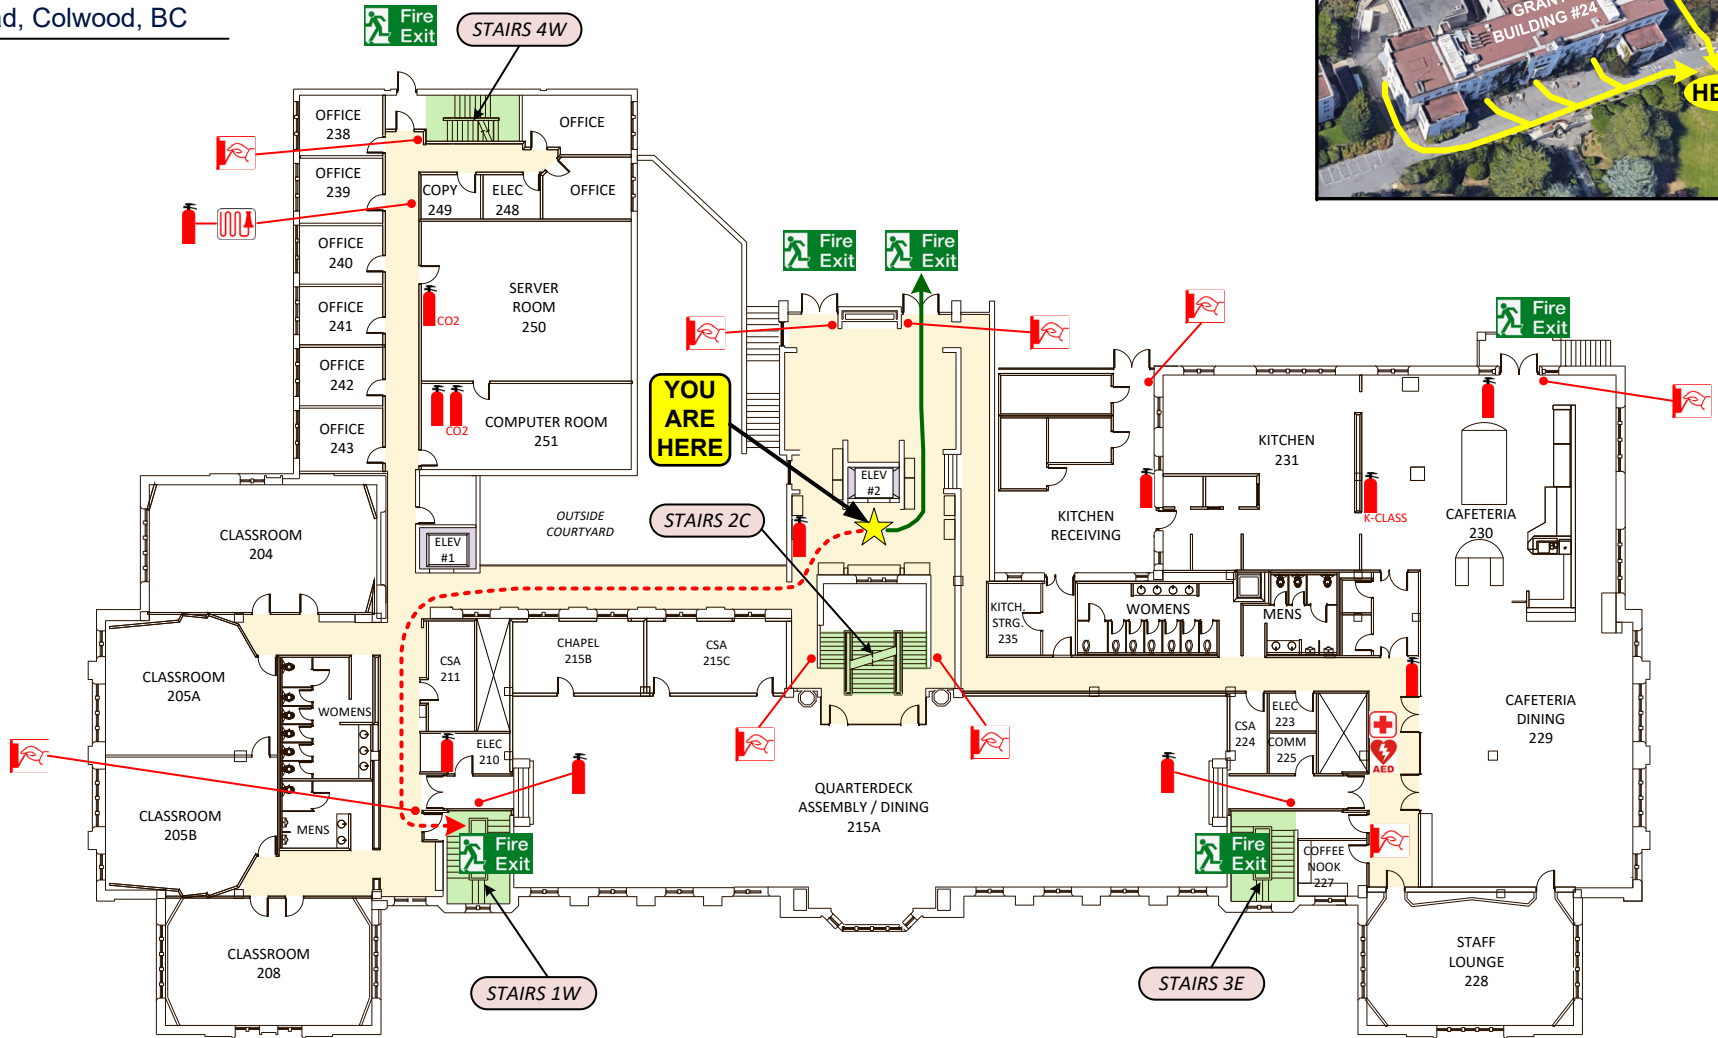 ad, Colwood, BC
Fire
Exit
STAIRS 4W
GRANT
BUILDING #24
OFFICE
238
OFFICE
OFFICE
239
COPY
249
ELEC
248
OFFICE
OFFICE
240
Fire
Exit
Fire
Exit
OFFICE
241
SERVER
ROOM
250
CO2
Fire
Exit
OFFICE
242
YOU
ARE
HERE
COMPUTER ROOM
251
CO2
OFFICE
243
KITCHEN
231
ELEV
#2
K-CLASS
CAFETERIA
230
CLASSROOM
204
ELEV
#1
OUTSIDE
COURTYARD
STAIRS 2C
KITCHEN
RECEIVING
KITCH.
STRG.
235
WOMENS
MENS
CHAPEL
215B
CSA
215C
CSA
211
CLASSROOM
205A
WOMENS
ELEC
210
CSA
224
ELEC
223
COMM
225
AED
CAFETERIA
DINING
229
QUARTERDECK
ASSEMBLY / DINING
215A
CLASSROOM
205B
MENS
Fire
Exit
Fire
Exit
COFFEE
NOOK
227
CLASSROOM
208
STAFF
LOUNGE
228
STAIRS 1W
STAIRS 3E